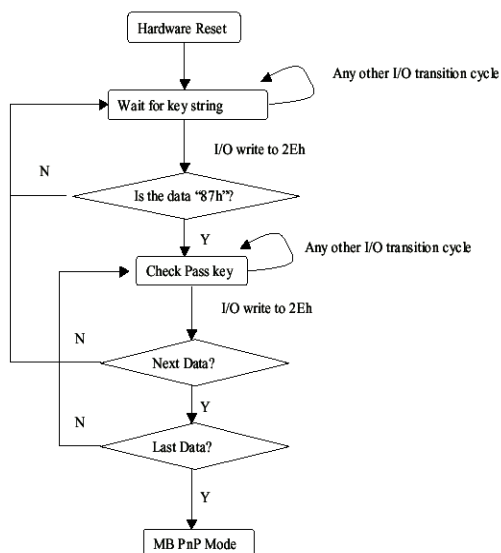 Hardware Reset
Any other I/O transition cycle
Wait for key string
I/O write to 2Eh
N
Is the data “87h”?
Y
Any other I/O transition cycle
Check Pass key
I/O write to 2Eh
N
Next Data?
Y
N
Last Data?
Y
MB PnP Mode